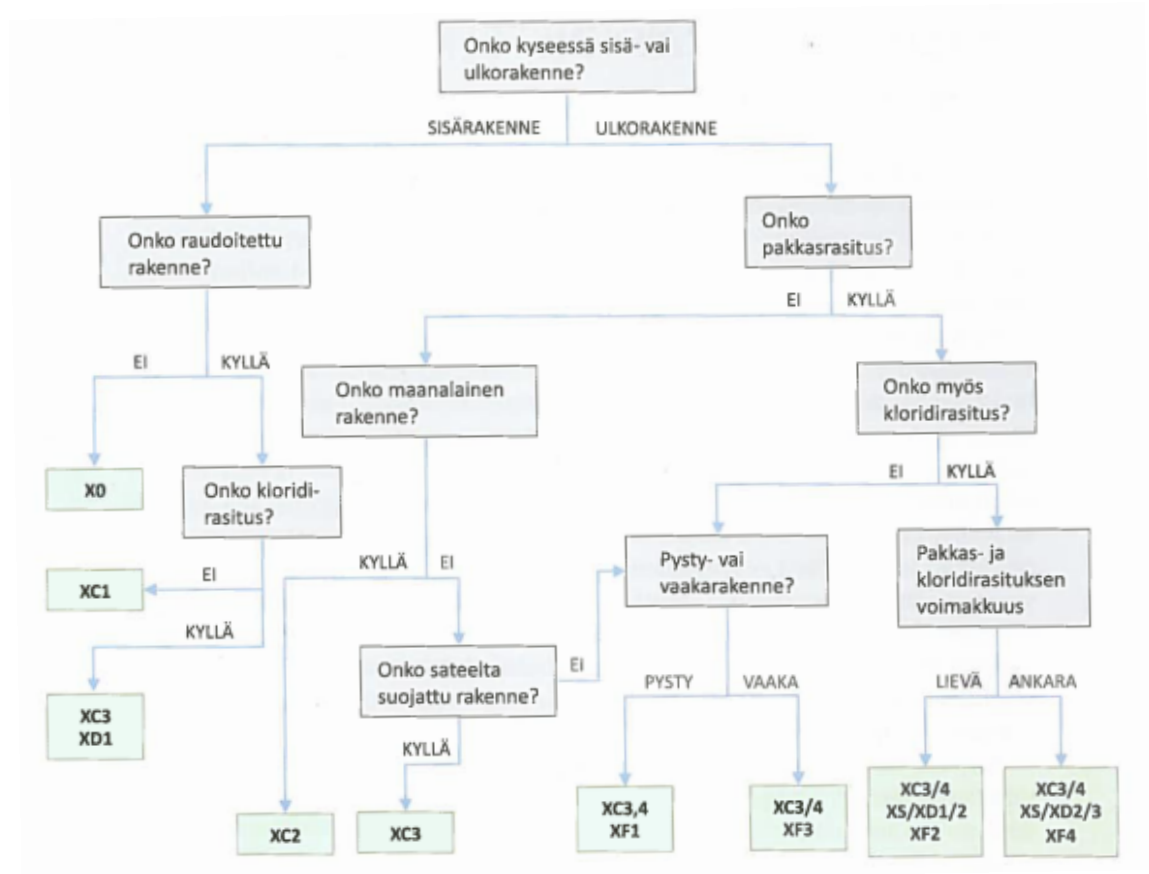 Onko kyseessä sisä- vai
ulkorakenne?
SISÄRAKENNE
ULKORAKENNE
Onko raudoitettu
rakenne?
Onko
pakkasrasitus?
EI
KYLLÄ
EI
KYLLÄ
Onko maanalainen
rakenne?
Onko myös
kloridirasitus?
X0
Onko kloridi-
rasitus?
EI
KYLLÄ
KYLLÄ
EI
Pysty- vai
vaakarakenne?
Pakkas- ja
kloridirasituksen
voimakkuus
XC1
EI
KYLLÄ
Onko sateelta
suojattu rakenne?
EI
PYSTY
VAAKA
LIEVÄ
ANKARA
XC3
XD1
KYLLÄ
XC2
XC3
XC3,4
XF1
XC3/4
XF3
XC3/4
XS/XD1/2
XF2
XC3/4
XS/XD2/3
XF4